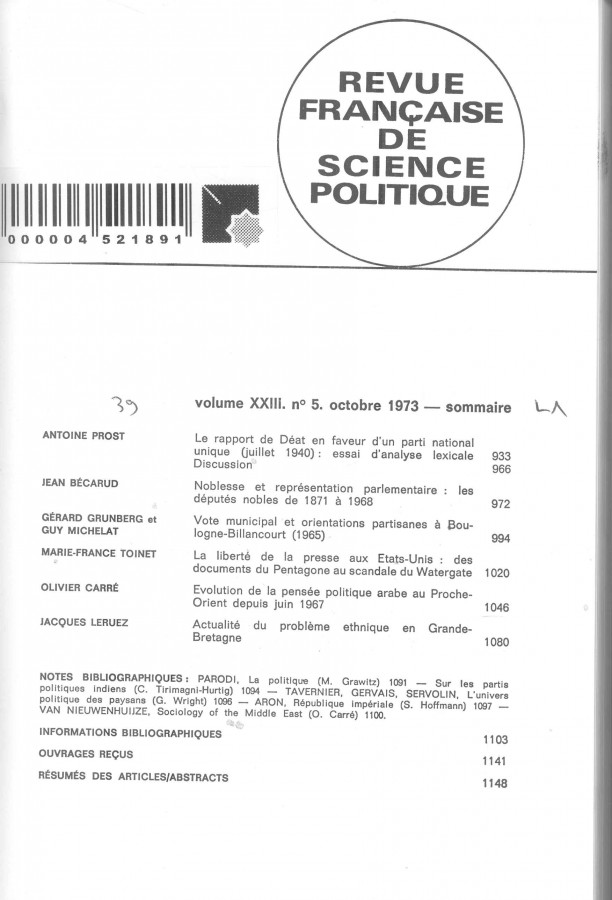 REVUE
FRANÇAISE
DE
SCIENCE
POLITIQUE
000004 521891
39 volume XXIII. nº 5. octobre 1973 — sommaire
ANTOINE PROST Le rapport de Déat en faveur d'un parti national
unique (juillet 1940) : essai d'analyse lexicale 933
Discussion 966
JEAN BÉCARUD Noblesse et représentation parlementaire : les
députés nobles de 1871 à 1968 972
GÉRARD GRUNBERG et Vote municipal et orientations partisanes à Bou-
GUY MICHELAT logne-Billancourt (1965) 994
MARIE-FRANCE TOINET La liberté de la presse aux Etats-Unis : des
documents du Pentagone au scandale du Watergate 1020
OLIVIER CARRÉ Evolution de la pensée politique arabe au Proche-
Orient depuis juin 1967 1046
JACQUES LERUEZ Actualité du problème ethnique en Grande-
Bretagne 1080
NOTES BIBLIOGRAPHIQUES : PARODI, La politique (M. Grawitz) 1091 — Sur les partis
politiques indiens (C. Tirimagni-Hurtig) 1094 — TAVERNIER, GERVAIS, SERVOLIN, L'univers
politique des paysans (G. Wright) 1096 — ARON, République impériale (S. Hoffmann) 1097 —
VAN NIEUWENHUIJZE, Sociology of the Middle East (O. Carré) 1100.
INFORMATIONS BIBLIOGRAPHIQUES 1103
OUVRAGES REÇUS 1141
RÉSUMÉS DES ARTICLES/ABSTRACTS 1148